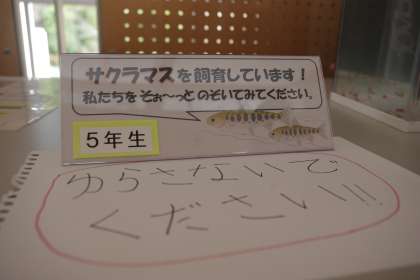 サクラマスを飼育しています！
私たちをそぉ〜っとのぞいてみてください。
５年生
ゆらさないで
ください!!!